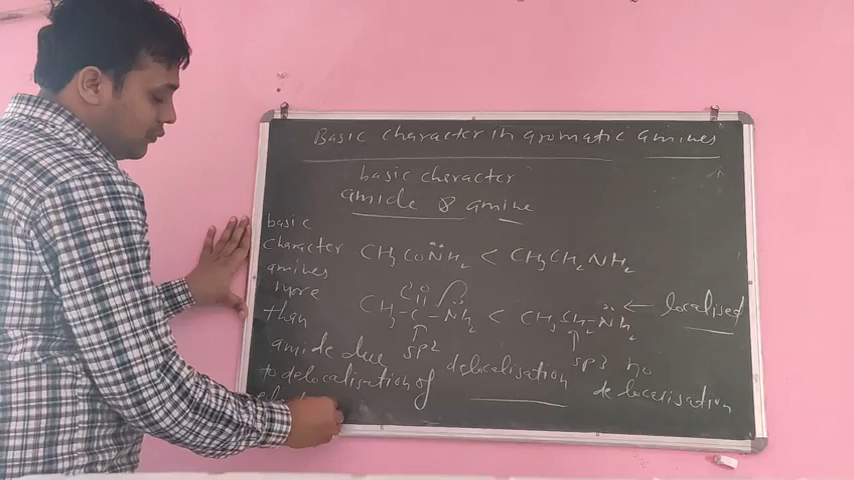 Basic character in aromatic amines
basic character
amide & amine
CH3CONH2 < CH3CH2NH2
CH3-C-NH2 < CH3CH2-NH2 ← localised
O
sp2
delocalisation
sp3 no
delocalisation
basic
character
amines
more
than
amide due
to delocalisation of